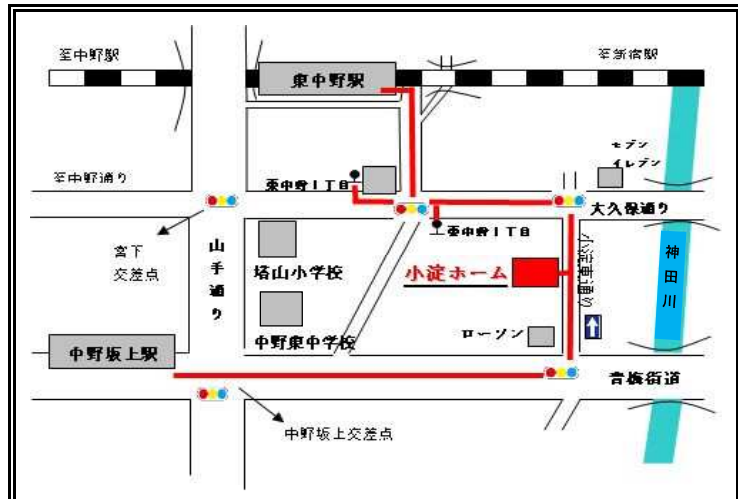 至中野駅
至新宿駅
東中野駅
セブン
イレブン
至中野通り
東中野1丁目
大久保通り
東中野1丁目
宮下
交差点
山手通り
塔山小学校
小淀ホーム
小淀東通り
神田川
中野東中学校
ローソン
中野坂上駅
青梅街道
中野坂上交差点